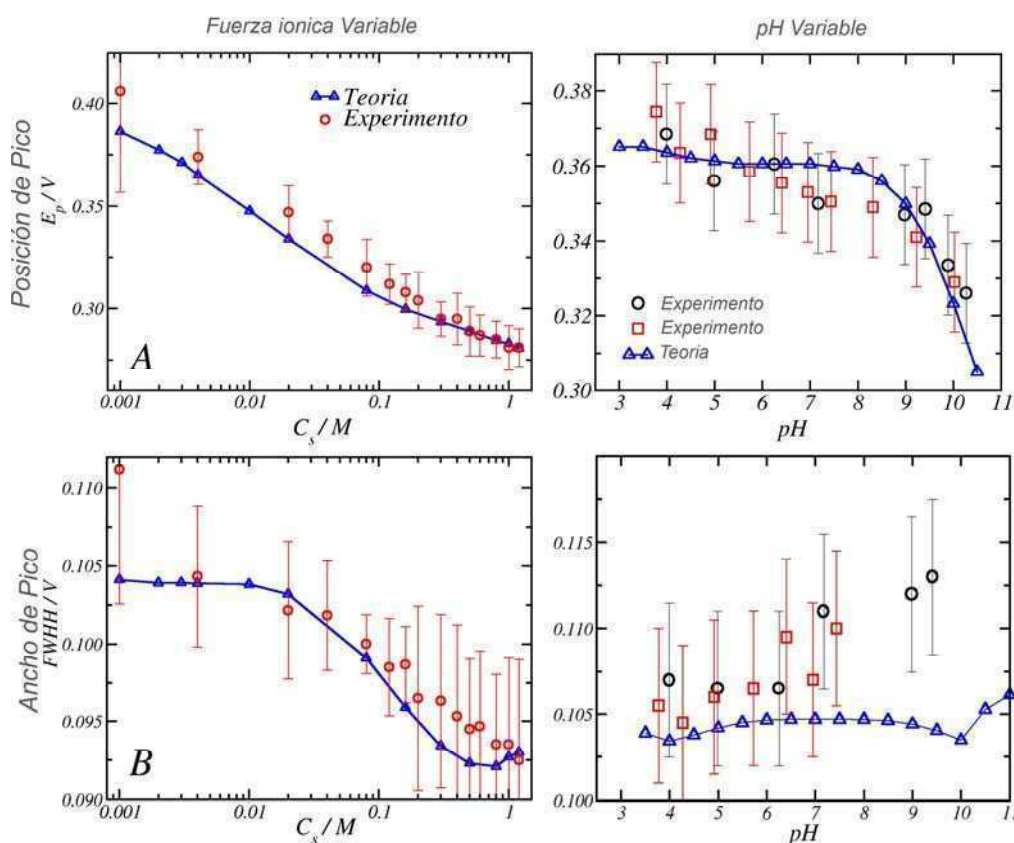 Fuerza ionica Variable
pH Variable
Posición de Pico
E_p / V
0.40
0.35
0.30
Teoria
Experimento
A
0.001 0.01 0.1 1
C_s / M
0.38
0.36
0.34
0.32
0.30
Experimento
Experimento
Teoria
3 4 5 6 7 8 9 10 11
pH
Ancho de Pico
FWHH / V
0.110
0.105
0.100
0.095
0.090
B
0.001 0.01 0.1 1
C_s / M
0.115
0.110
0.105
0.100
3 4 5 6 7 8 9 10 11
pH